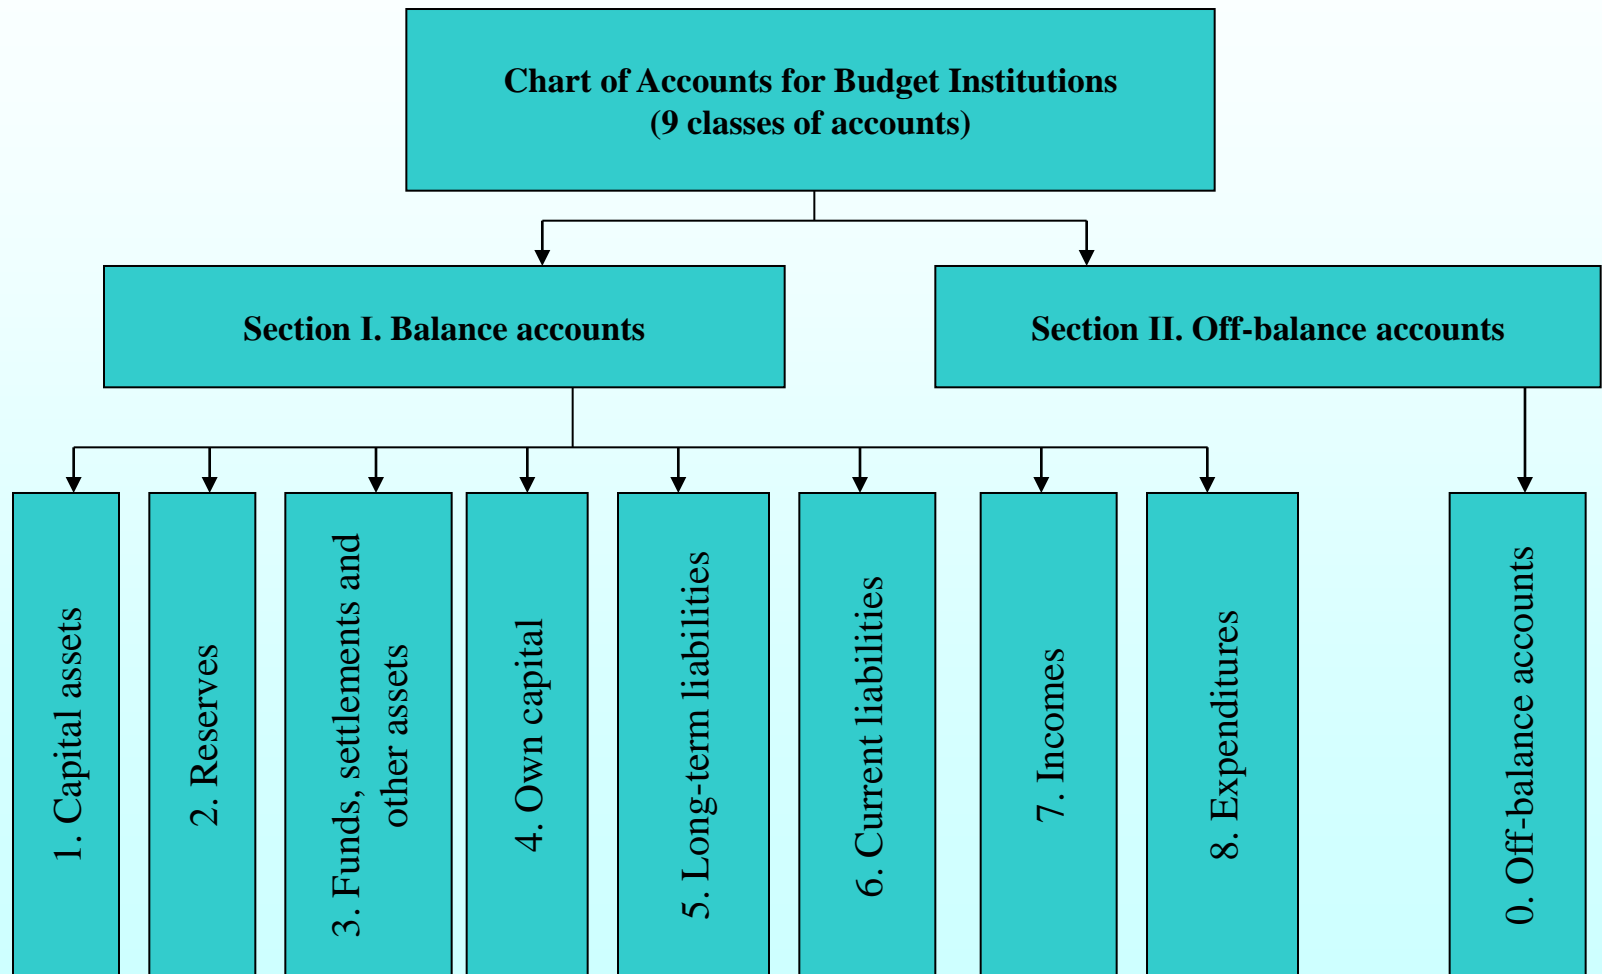 Chart of Accounts for Budget Institutions
(9 classes of accounts)
Section I. Balance accounts
Section II. Off-balance accounts
1. Capital assets
2. Reserves
3. Funds, settlements and
other assets
4. Own capital
5. Long-term liabilities
6. Current liabilities
7. Incomes
8. Expenditures
0. Off-balance accounts